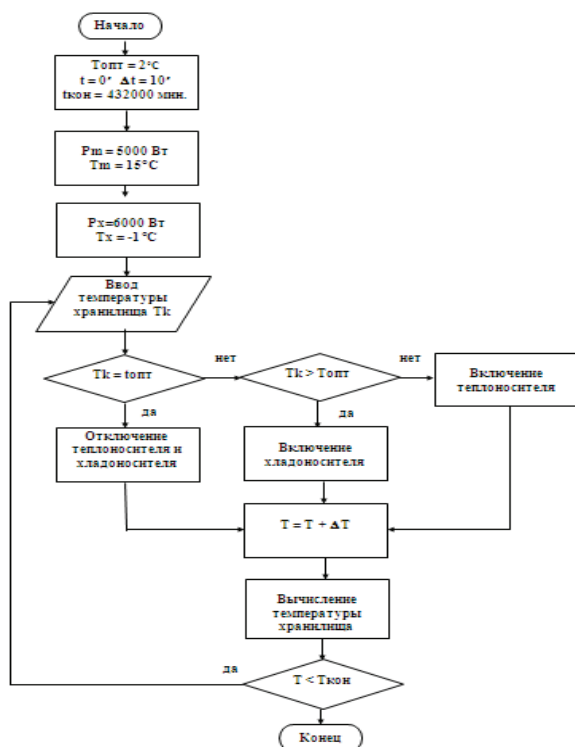 Начало
Tопт = 2°C
t = 0' Δt = 10'
tкон = 432000 мин.
Pm = 5000 Вт
Tm = 15°C
Px=6000 Вт
Tx = -1°C
Ввод
температуры
хранилища Tk
Tk = tопт
нет
Tk > Tопт
нет
Включение
теплоносителя
да
да
Отключение
теплоносителя и
хладоносителя
Включение
хладоносителя
T = T + ΔT
Вычисление
температуры
хранилища
да
T < Tкон
Конец